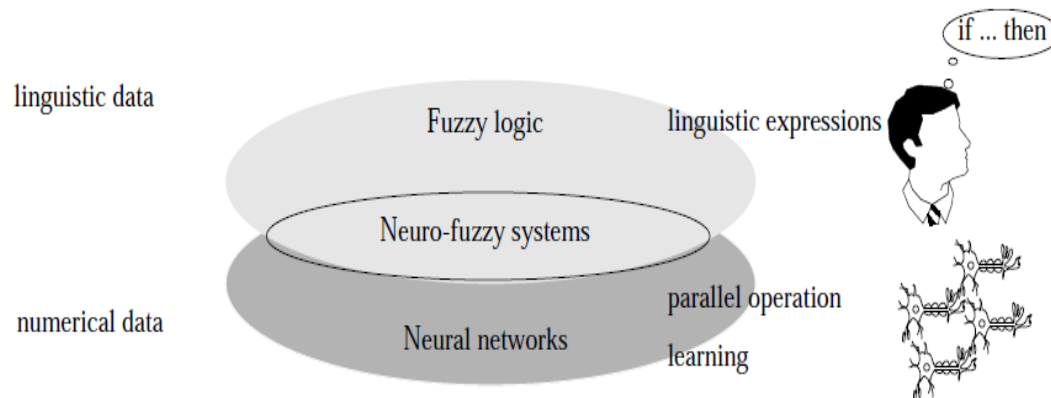 if ... then
linguistic data
Fuzzy logic
linguistic expressions
Neuro-fuzzy systems
parallel operation
numerical data
Neural networks
learning